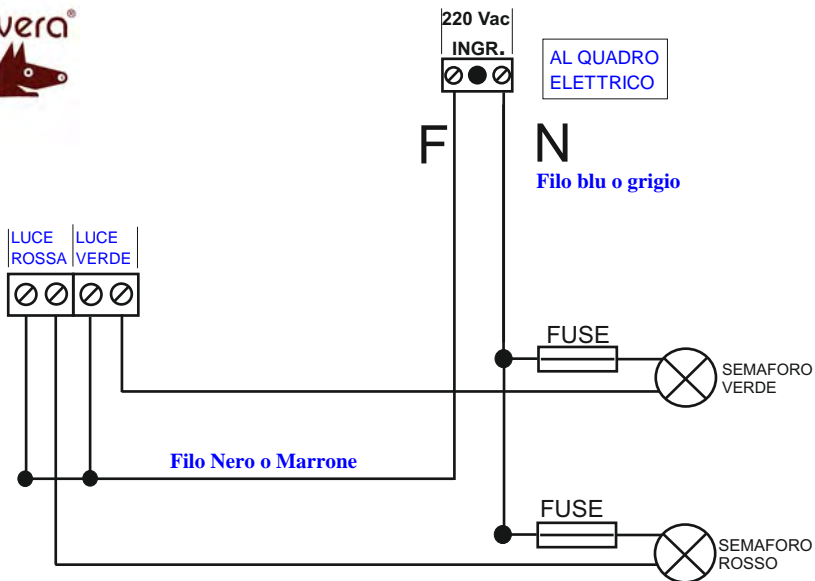 vera®
220 Vac
INGR.
AL QUADRO
ELETTRICO
F
N
Filo blu o grigio
LUCE
ROSSA
LUCE
VERDE
FUSE
SEMAFORO
VERDE
Filo Nero o Marrone
FUSE
SEMAFORO
ROSSO